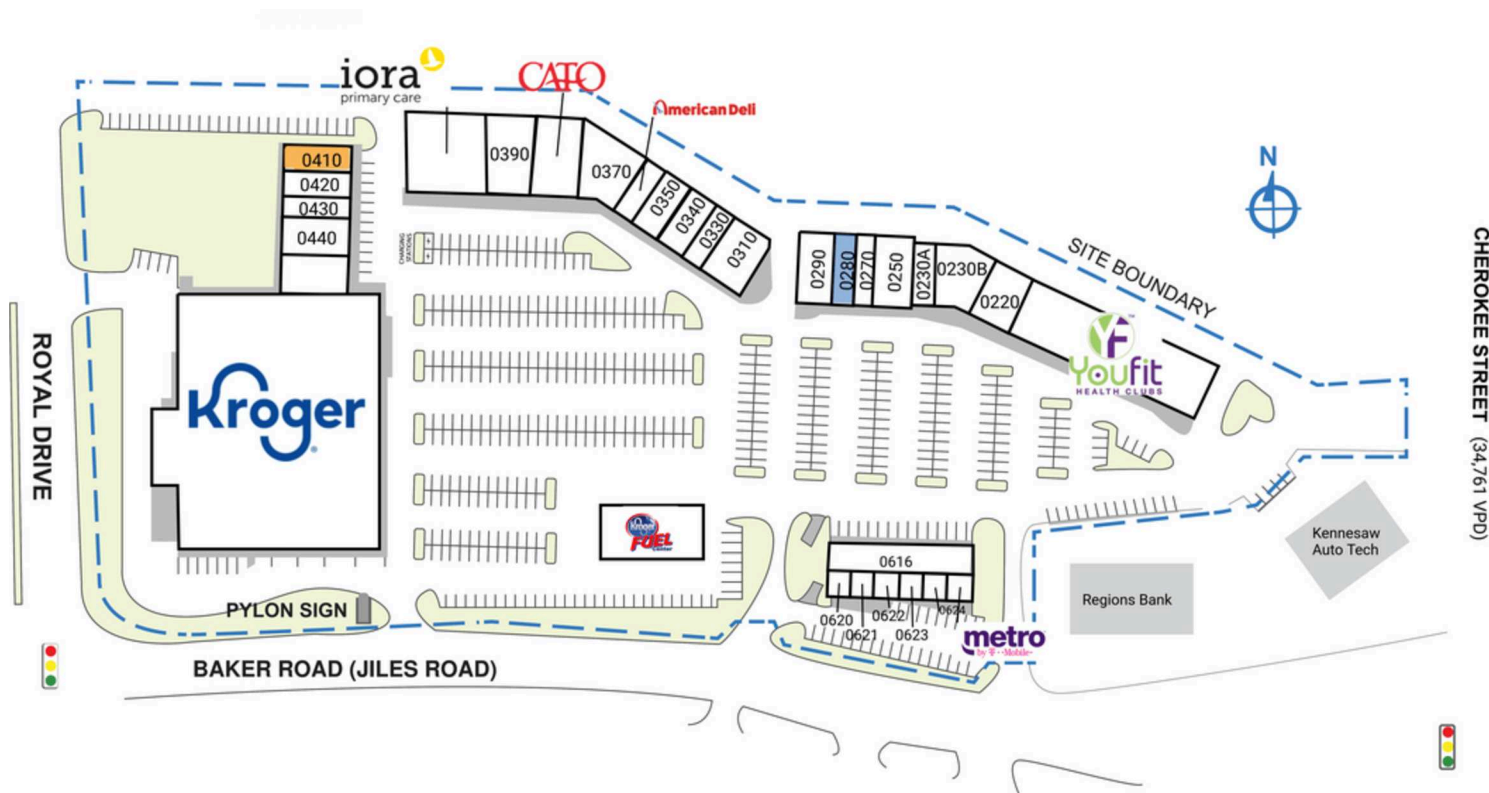 iora
primary care
CATO
American Deli
0410
0420
0430
0440
0390
0370
0350
0340
0330
0310
CHARGING
STATIONS
0290
0280
0270
0250
0230A
0230B
0220
N
SITE BOUNDARY
YF
Youfit
HEALTH CLUBS
CHEROKEE STREET (34,761 VPD)
ROYAL DRIVE
Kroger
Kroger
FUEL
Center
0616
0620
0621
0622
0623
0624
metro
by T-Mobile
Kennesaw
Auto Tech
Regions Bank
PYLON SIGN
BAKER ROAD (JILES ROAD)